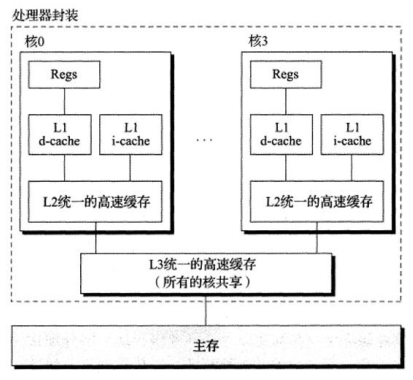 处理器封装
核0
核3
Regs
Regs
L1
d-cache
L1
i-cache
...
L1
d-cache
L1
i-cache
L2统一的高速缓存
L2统一的高速缓存
L3统一的高速缓存
（所有的核共享）
主存